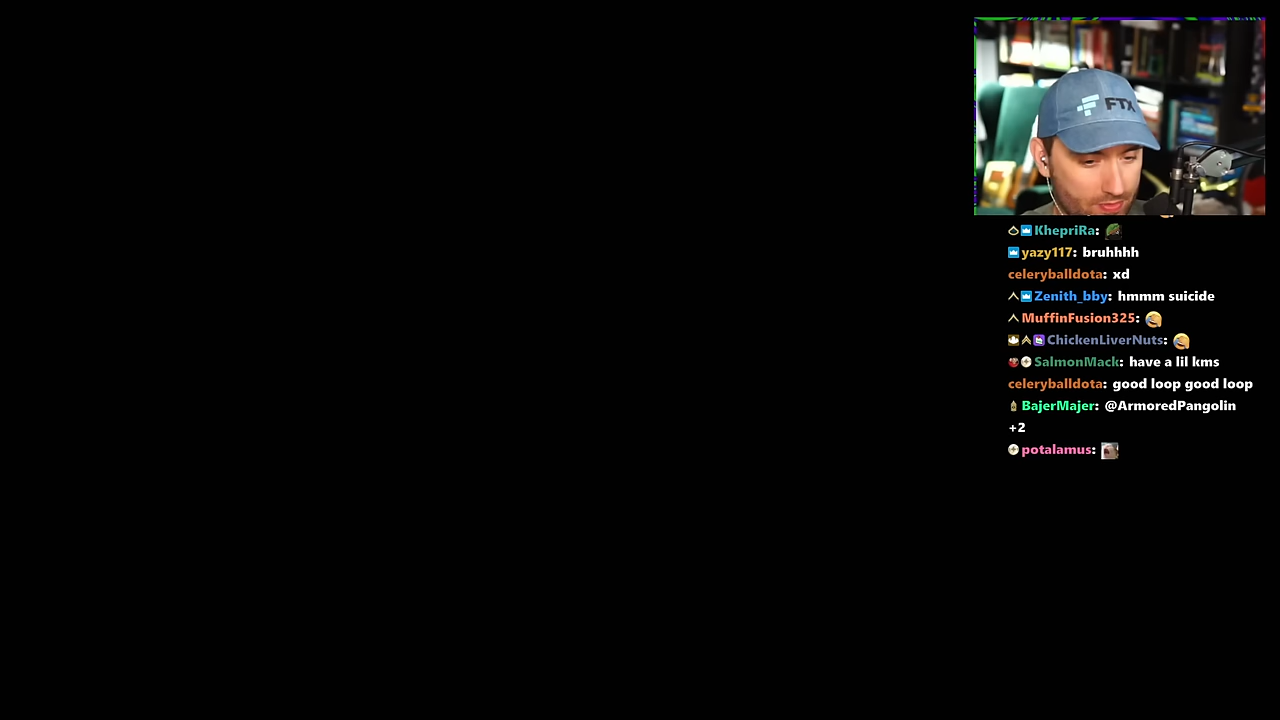 FTX
KhepriRa:
yazy117: bruhhhh
celeryballdota: xd
Zenith_bby: hmmm suicide
MuffinFusion325:
ChickenLiverNuts:
SalmonMack: have a lil kms
celeryballdota: good loop good loop
BajerMajer: @ArmoredPangolin
+2
potalamus: